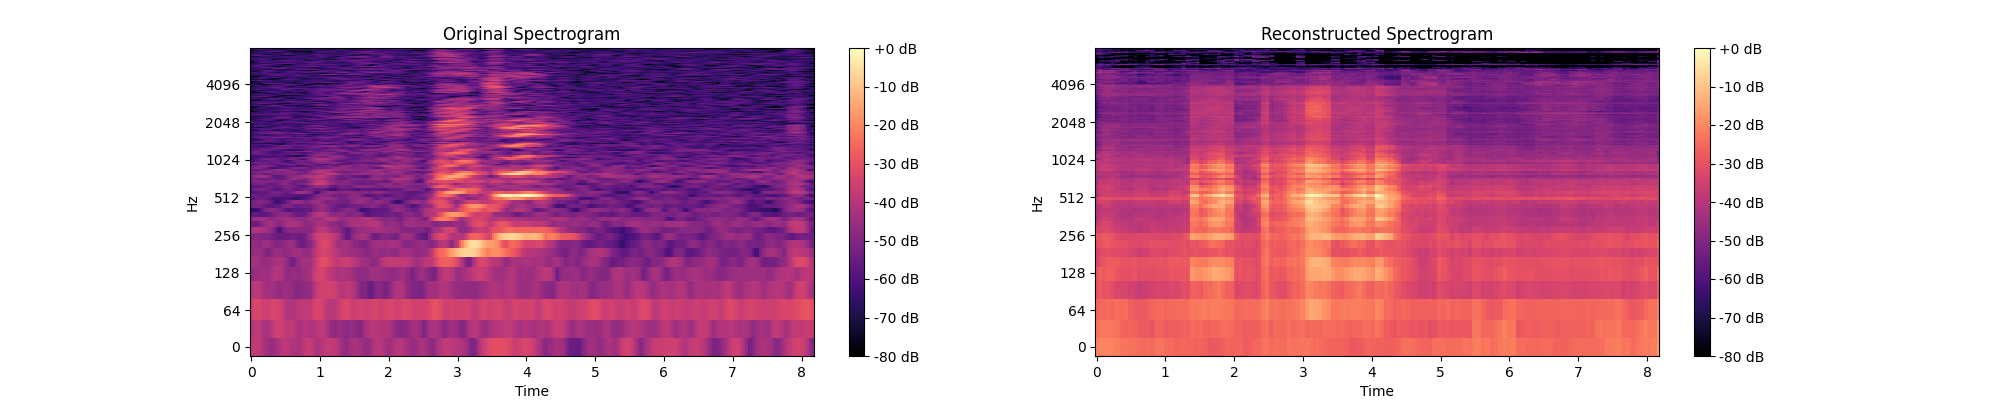 Original Spectrogram
Hz
4096
2048
1024
512
256
128
64
0
0 1 2 3 4 5 6 7 8
Time
+0 dB
-10 dB
-20 dB
-30 dB
-40 dB
-50 dB
-60 dB
-70 dB
-80 dB
Reconstructed Spectrogram
Hz
4096
2048
1024
512
256
128
64
0
0 1 2 3 4 5 6 7 8
Time
+0 dB
-10 dB
-20 dB
-30 dB
-40 dB
-50 dB
-60 dB
-70 dB
-80 dB